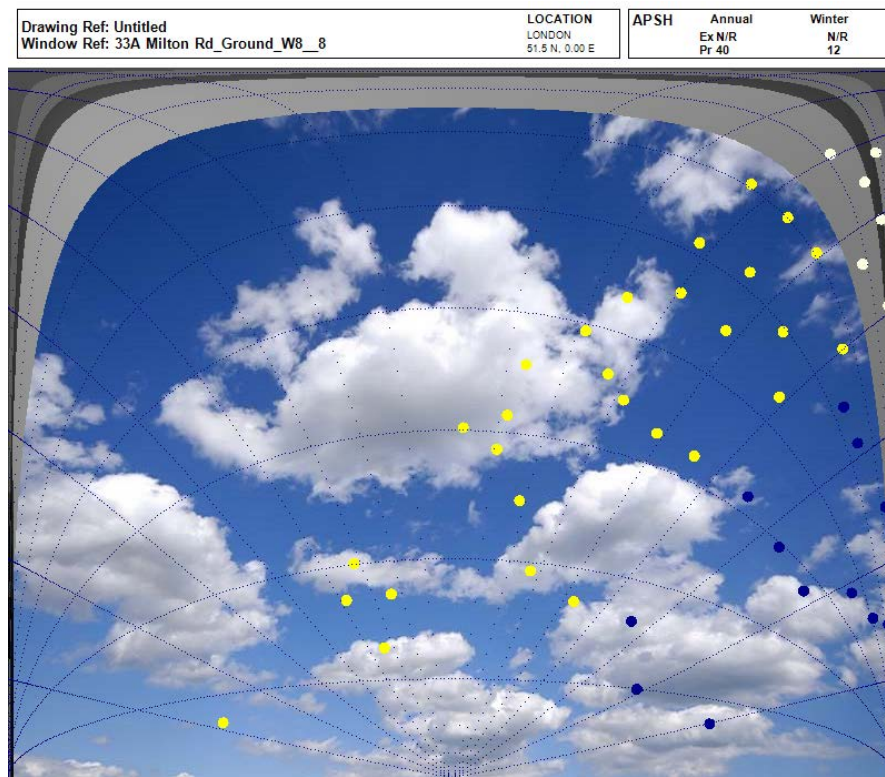 Drawing Ref: Untitled
Window Ref: 33A Milton Rd_Ground_W8__8
LOCATION
LONDON
51.5 N, 0.00 E
APSH Annual Winter
Ex N/R N/R
Pr 40 12